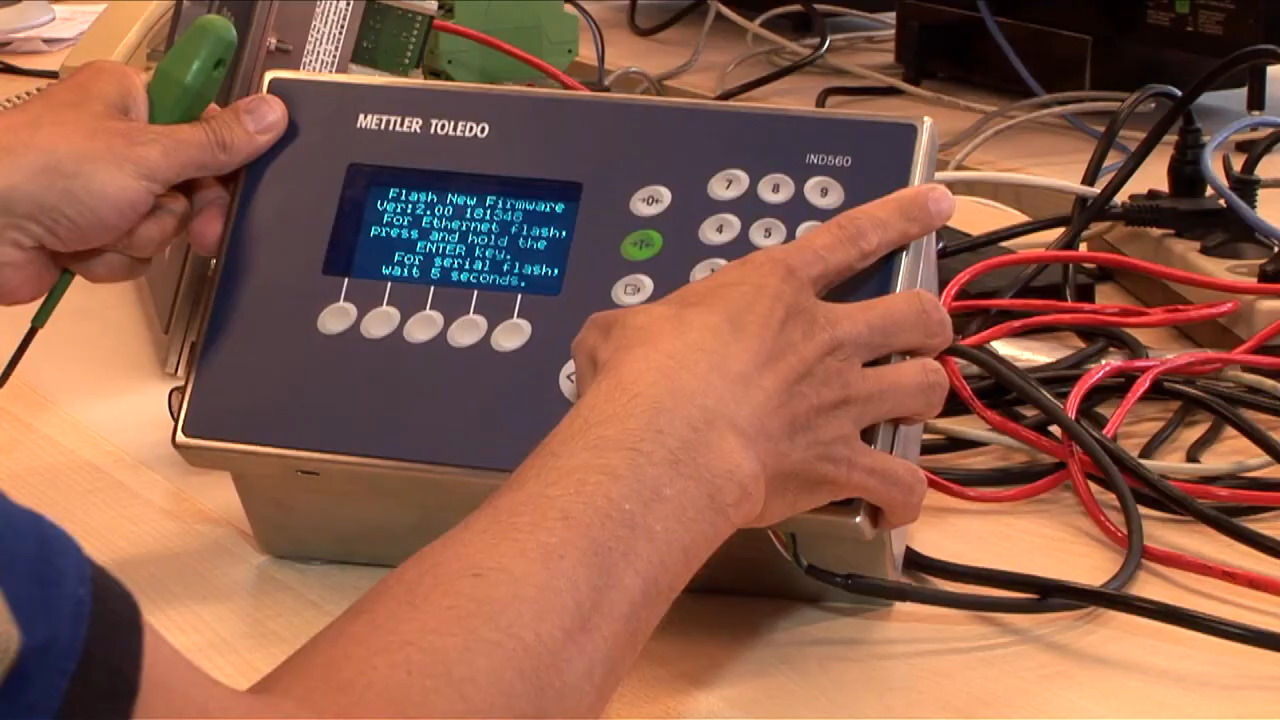 METTLER TOLEDO
IND560
Flash New Firmware
Ver:2.00 181348
For Ethernet flash,
press and hold the
ENTER key.
For serial flash,
wait 5 seconds.
→0←
7
8
9
→T←
4
5